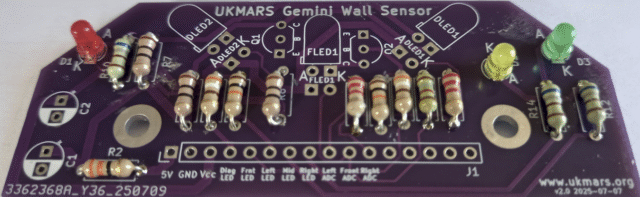 UKMARS Gemini Wall Sensor
DLED2
DLED1
Q1
C
B
E
FLED1
C
B
E
Q2
D1
K
A
A
DLED2
K
A
K
FLED1
A
DLED1
K
K
A
A
K
D3
C2
C1
R2
R14
R12
5V GND Vcc Diag LED Frnt LED Left LED Mid LED Right LED Left ADC Front ADC Right ADC
J1
3362368A_Y36_250709
www.ukmars.org
v2.0 2025-07-07